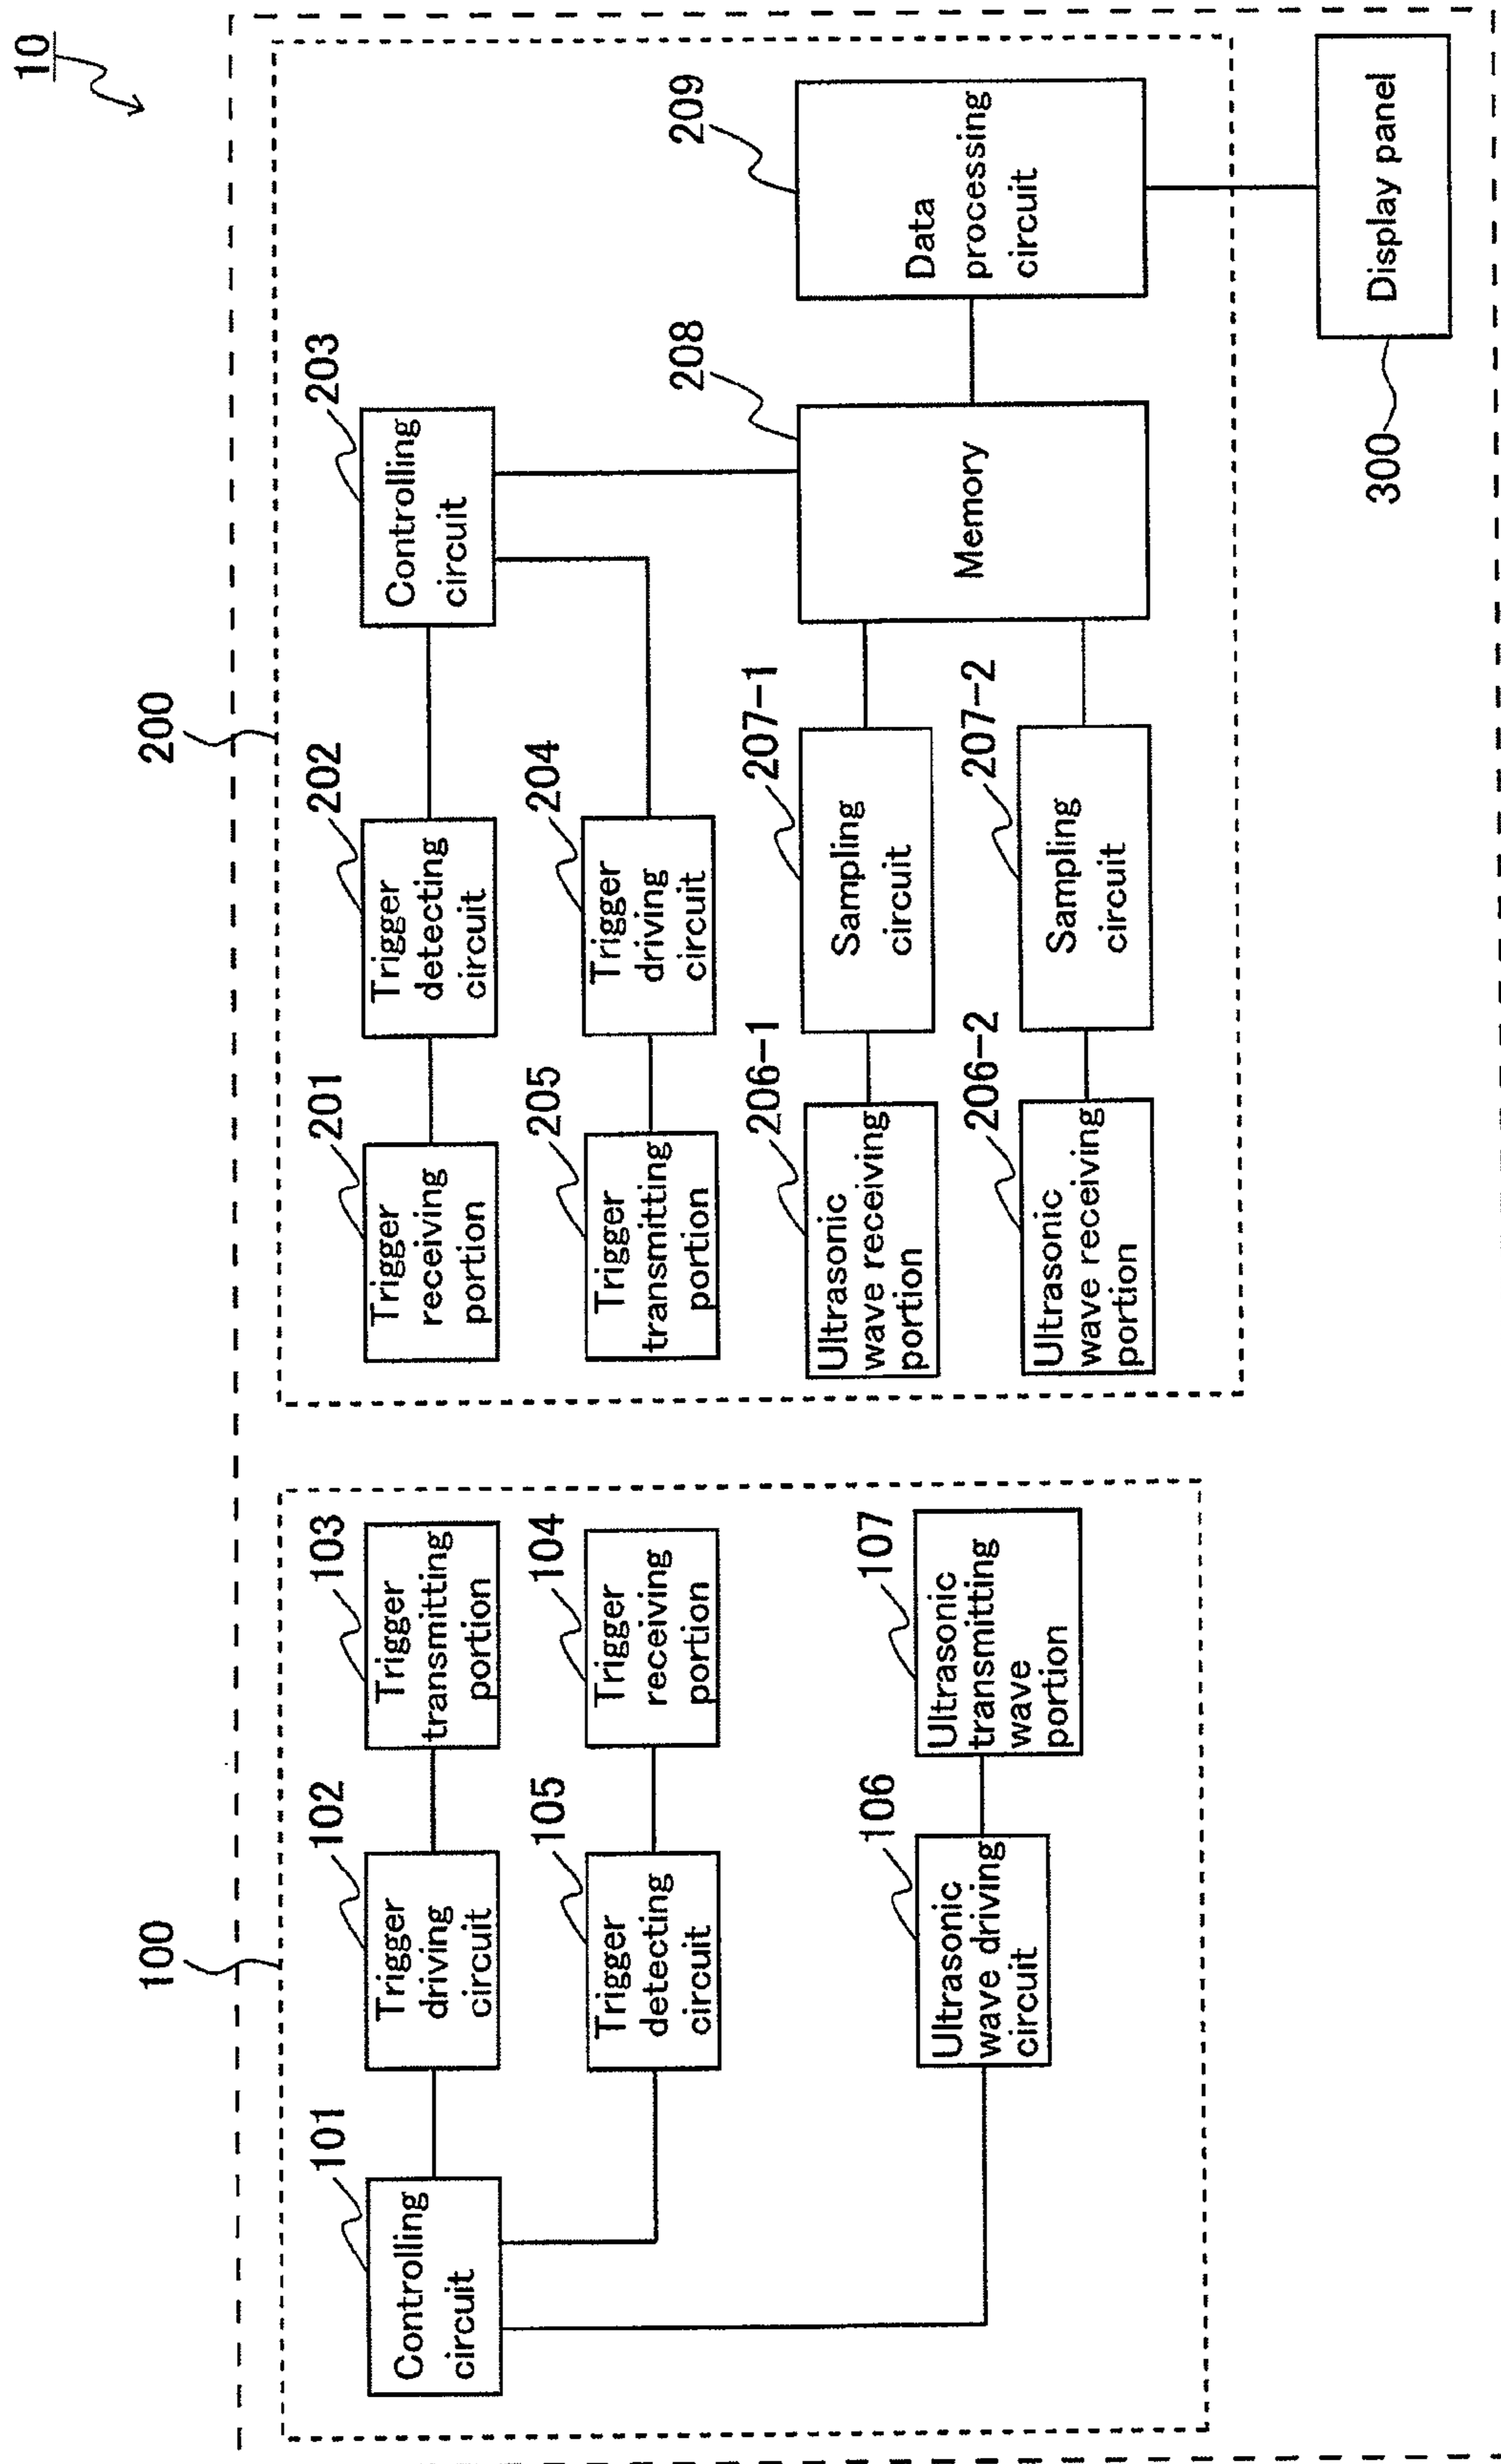 10
100
101
Controlling
circuit
102
Trigger
driving
circuit
103
Trigger
transmitting
portion
105
Trigger
detecting
circuit
104
Trigger
receiving
portion
106
Ultrasonic
wave driving
circuit
107
Ultrasonic
transmitting
wave
portion
200
201
Trigger
receiving
portion
202
Trigger
detecting
circuit
203
Controlling
circuit
205
Trigger
transmitting
portion
204
Trigger
driving
circuit
206-1
Ultrasonic
wave receiving
portion
207-1
Sampling
circuit
206-2
Ultrasonic
wave receiving
portion
207-2
Sampling
circuit
208
Memory
209
Data
processing
circuit
300
Display panel